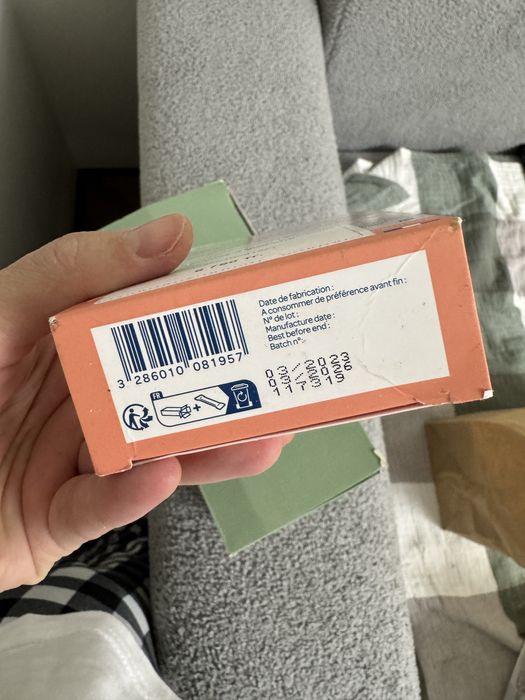 3 286010 081957
FR
Date de fabrication :
A consommer de préférence avant fin :
N° de lot :
Manufacture date :
Best before end :
Batch n° :
03/2023
03/2026